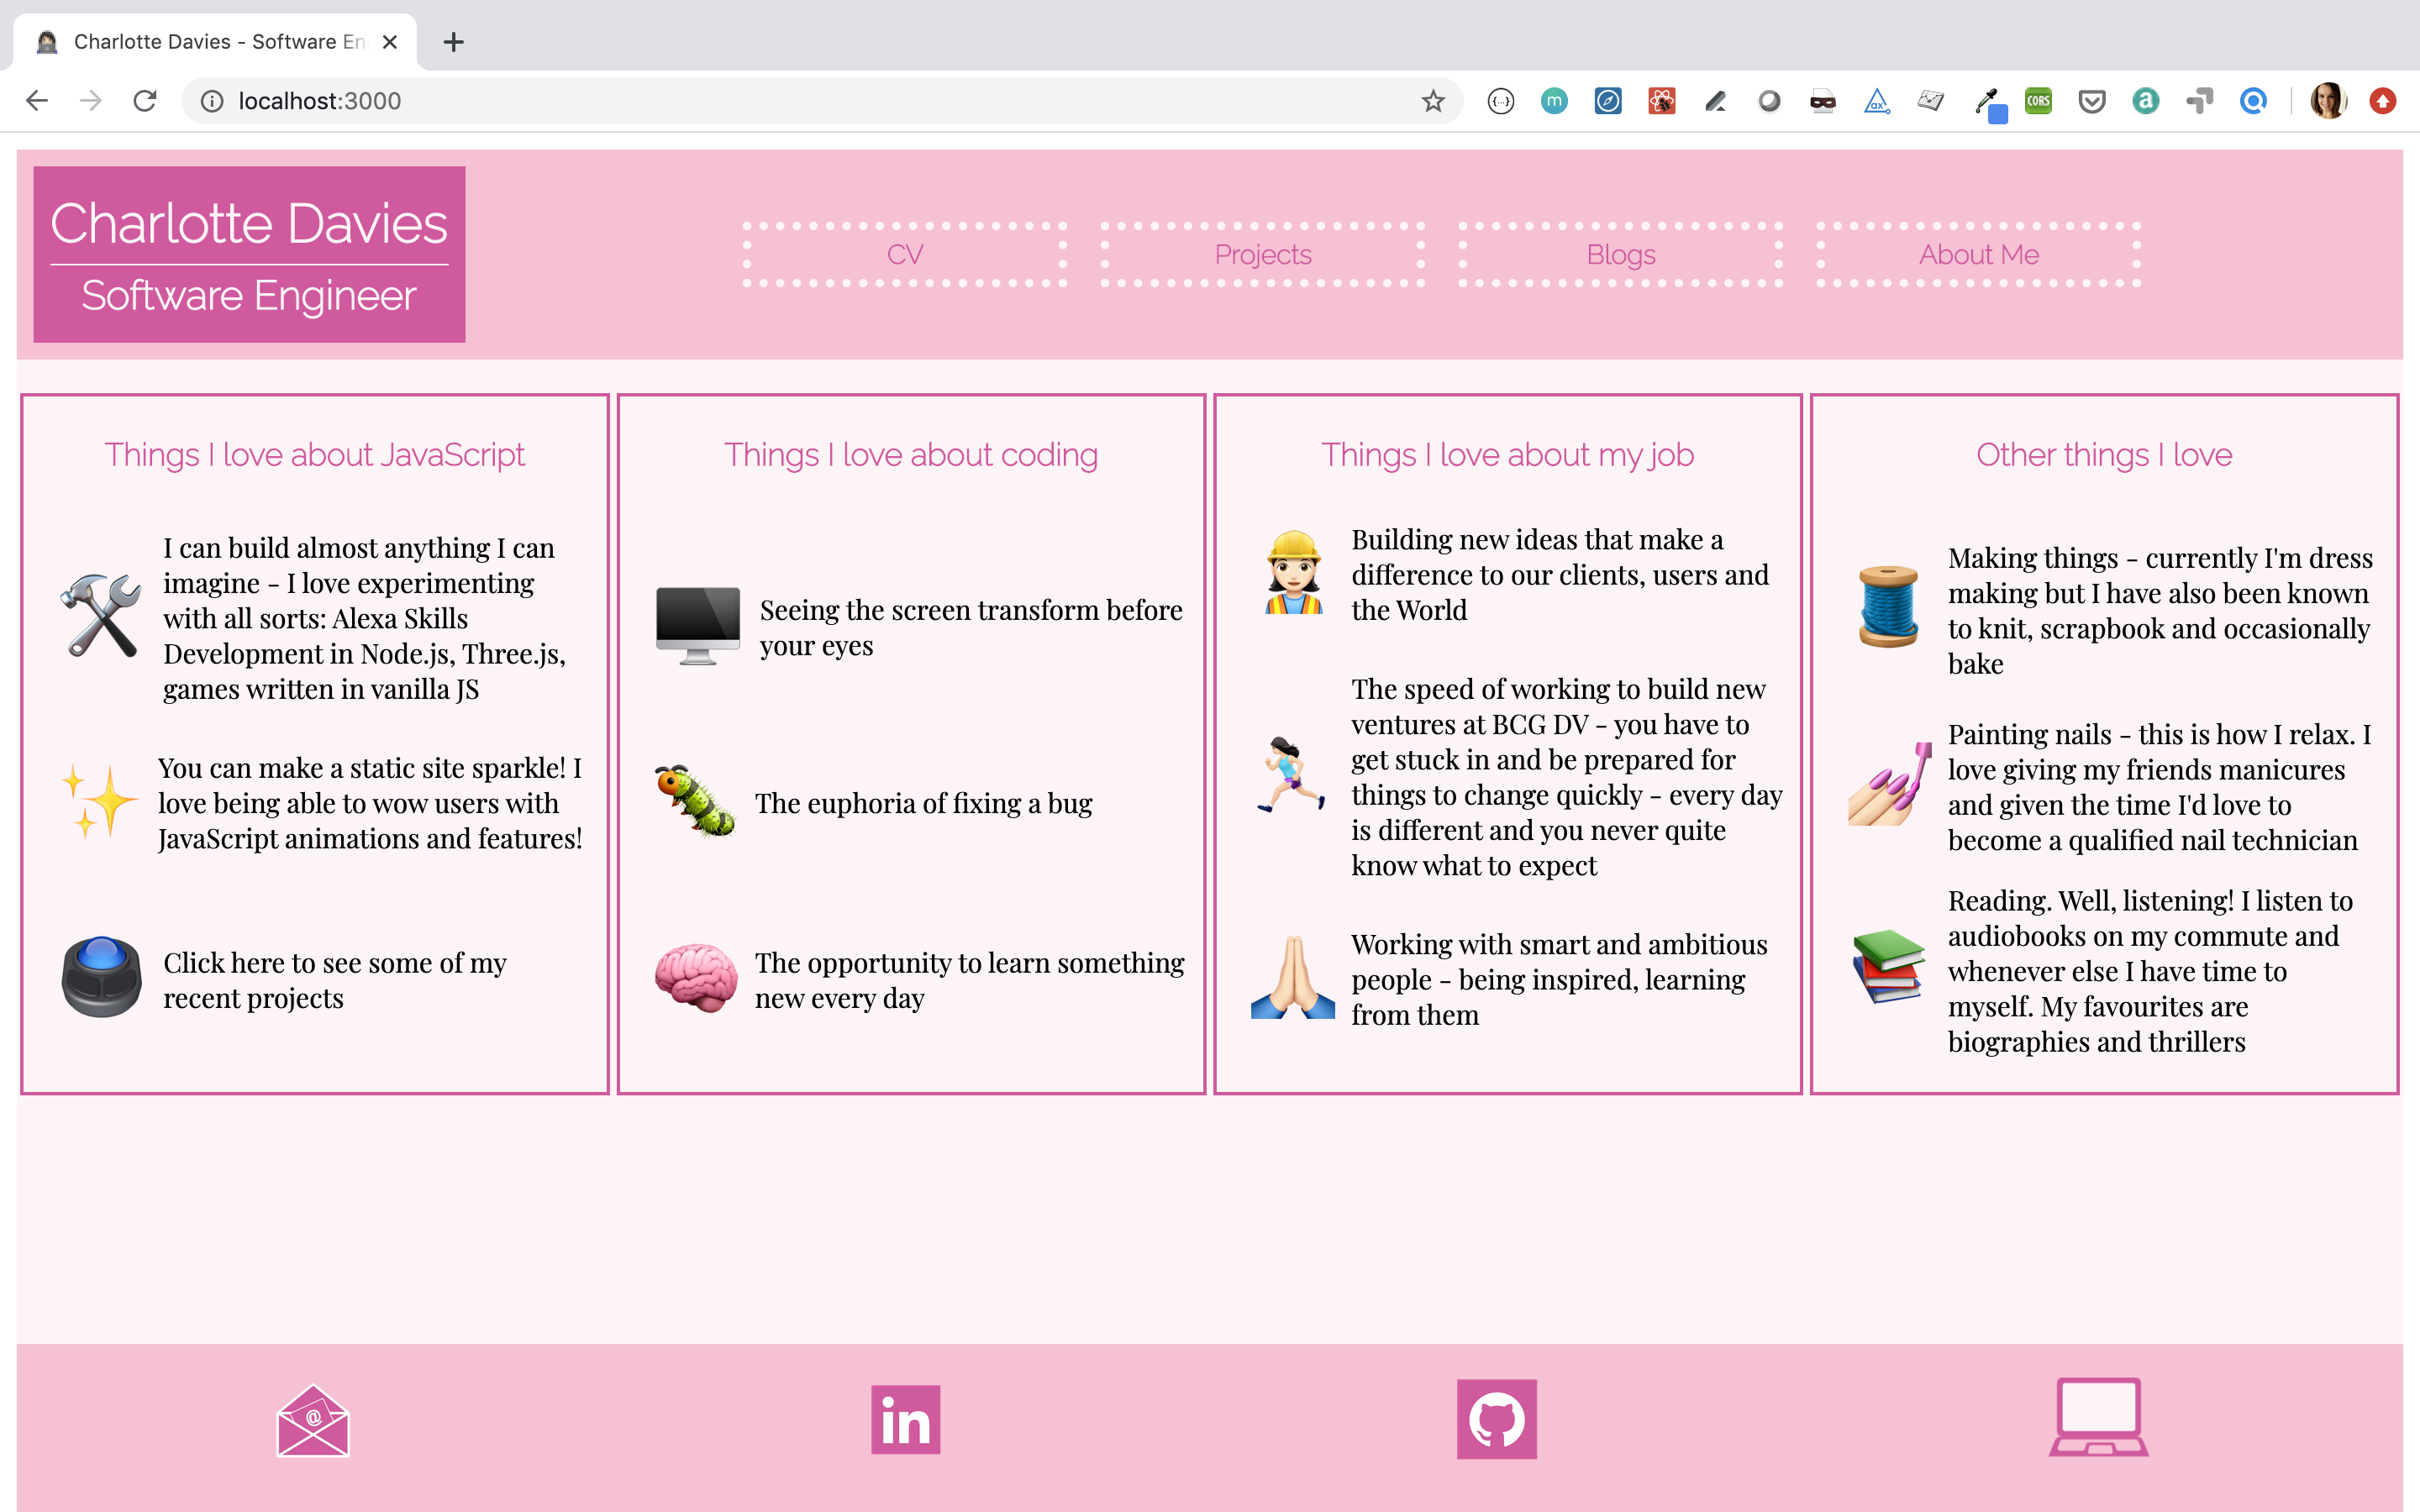 Charlotte Davies - Software En
localhost:3000
{...}
m
ax
CORS
a
Charlotte Davies
Software Engineer
CV
Projects
Blogs
About Me
Things I love about JavaScript
I can build almost anything I can
imagine - I love experimenting
with all sorts: Alexa Skills
Development in Node.js, Three.js,
games written in vanilla JS
You can make a static site sparkle! I
love being able to wow users with
JavaScript animations and features!
Click here to see some of my
recent projects
Things I love about coding
Seeing the screen transform before
your eyes
The euphoria of fixing a bug
The opportunity to learn something
new every day
Things I love about my job
Building new ideas that make a
difference to our clients, users and
the World
The speed of working to build new
ventures at BCG DV - you have to
get stuck in and be prepared for
things to change quickly - every day
is different and you never quite
know what to expect
Working with smart and ambitious
people - being inspired, learning
from them
Other things I love
Making things - currently I'm dress
making but I have also been known
to knit, scrapbook and occasionally
bake
Painting nails - this is how I relax. I
love giving my friends manicures
and given the time I'd love to
become a qualified nail technician
Reading. Well, listening! I listen to
audiobooks on my commute and
whenever else I have time to
myself. My favourites are
biographies and thrillers
@
in